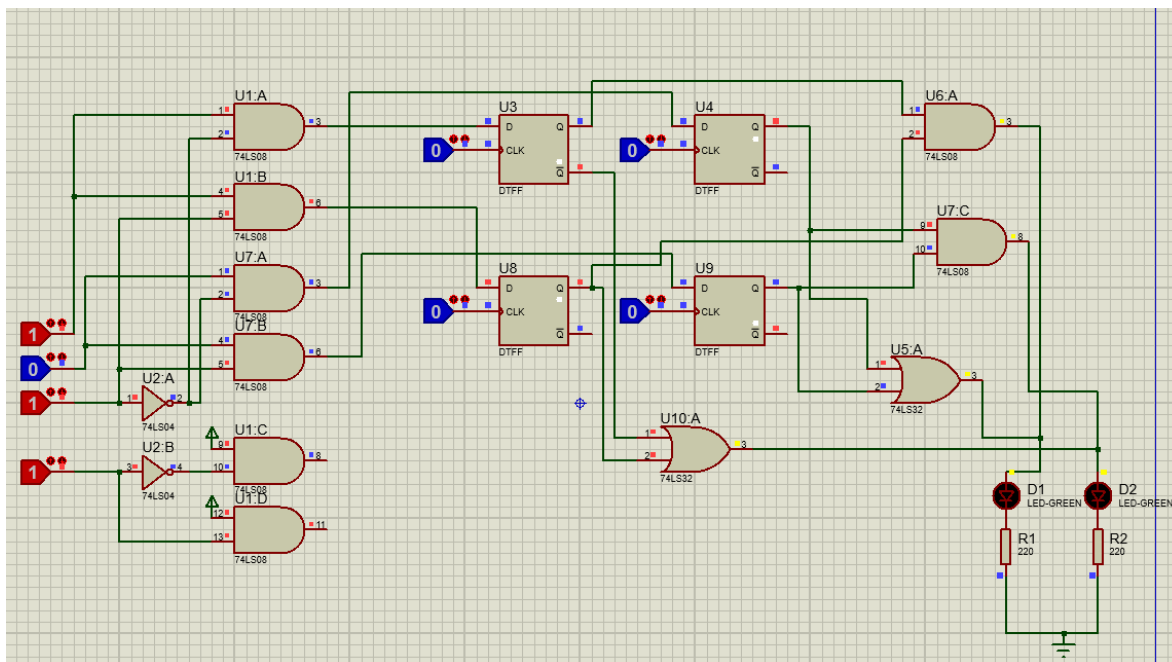 U1:A
1
2
3
74LS08
U1:B
4
5
6
74LS08
U7:A
1
2
3
74LS08
U7:B
4
5
6
74LS08
1
0
1
1
U2:A
1
2
74LS04
U2:B
3
4
74LS04
U1:C
9
10
8
74LS08
U1:D
12
13
11
74LS08
U3
D
Q
CLK
Q
DTFF
0
U4
D
Q
CLK
Q
DTFF
0
U8
D
Q
CLK
Q
DTFF
0
U9
D
Q
CLK
Q
DTFF
0
U6:A
1
2
3
74LS08
U7:C
9
10
8
74LS08
U5:A
1
2
3
74LS32
U10:A
1
2
3
74LS32
D1
LED-GREEN
D2
LED-GREEN
R1
220
R2
220